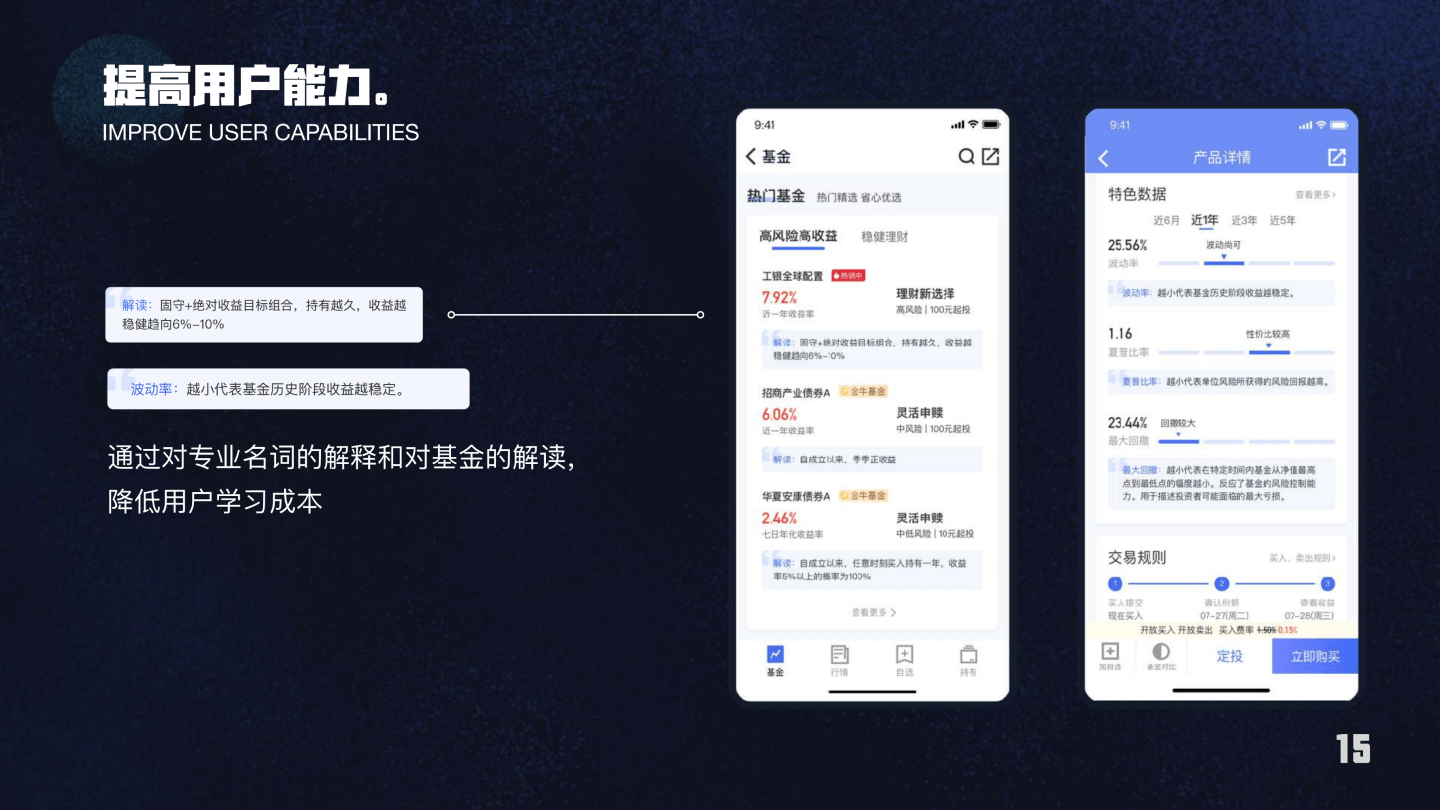 提高用户能力。
IMPROVE USER CAPABILITIES
解读：固守+绝对收益目标组合，持有越久，收益越
稳健趋向6%-10%
波动率：越小代表基金历史阶段收益越稳定。
通过对专业名词的解释和对基金的解读，
降低用户学习成本
9:41
基金
热门基金 热门精选 省心优选
高风险高收益 稳健理财
工银全球配置 热销中
7.92% 理财新选择
近一年收益率 高风险 | 100元起投
解读：固守+绝对收益目标组合，持有越久，收益越
稳健趋向6%-10%
招商产业债券A 金牛基金
6.06% 灵活申赎
近一年收益率 中风险 | 100元起投
解读：自成立以来，季季正收益
华夏安康债券A 金牛基金
2.46% 灵活申赎
七日年化收益率 中低风险 | 10元起投
解读：自成立以来，任意时刻买入持有一年，收益
率5%以上的概率为100%
查看更多
基金 行情 自选 持有
9:41
产品详情
特色数据 查看更多
近6月 近1年 近3年 近5年
25.56% 波动尚可
波动率
波动率：越小代表基金历史阶段收益越稳定。
1.16 性价比较高
夏普比率
夏普比率：越小代表单位风险所获得的风险回报越高。
23.44% 回撤较大
最大回撤
最大回撤：越小代表在特定时间内基金从净值最高
点到最低点的幅度越小。反应了基金的风险控制能
力。用于描述投资者可能面临的最大亏损。
交易规则 买入、卖出规则
1 2 3
买入提交 确认份额 查看收益
现在买入 07-27(周二) 07-28(周三)
开放买入 开放卖出 买入费率 1.50% 0.15%
加自选 基金对比 定投 立即购买
15